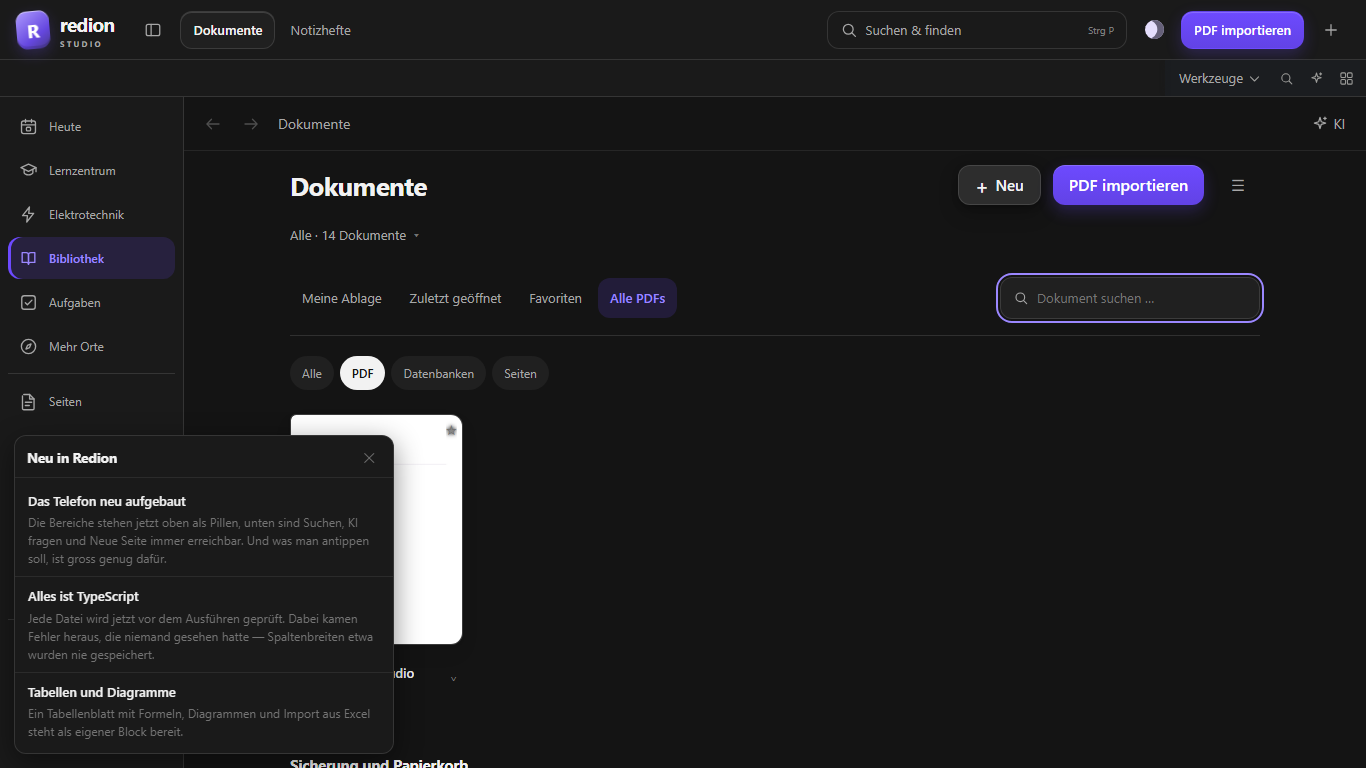 R redion
STUDIO
Dokumente
Notizhefte
Suchen & finden
Strg P
PDF importieren
Werkzeuge
Heute
Lernzentrum
Elektrotechnik
Bibliothek
Aufgaben
Mehr Orte
Seiten
Dokumente
KI
Dokumente
+ Neu
PDF importieren
Alle · 14 Dokumente
Meine Ablage
Zuletzt geöffnet
Favoriten
Alle PDFs
Dokument suchen ...
Alle
PDF
Datenbanken
Seiten
Neu in Redion
Das Telefon neu aufgebaut
Die Bereiche stehen jetzt oben als Pillen, unten sind Suchen, KI
fragen und Neue Seite immer erreichbar. Und was man antippen
soll, ist gross genug dafür.
Alles ist TypeScript
Jede Datei wird jetzt vor dem Ausführen geprüft. Dabei kamen
Fehler heraus, die niemand gesehen hatte — Spaltenbreiten etwa
wurden nie gespeichert.
Tabellen und Diagramme
Ein Tabellenblatt mit Formeln, Diagrammen und Import aus Excel
steht als eigener Block bereit.
Sicherung und Papierkorb